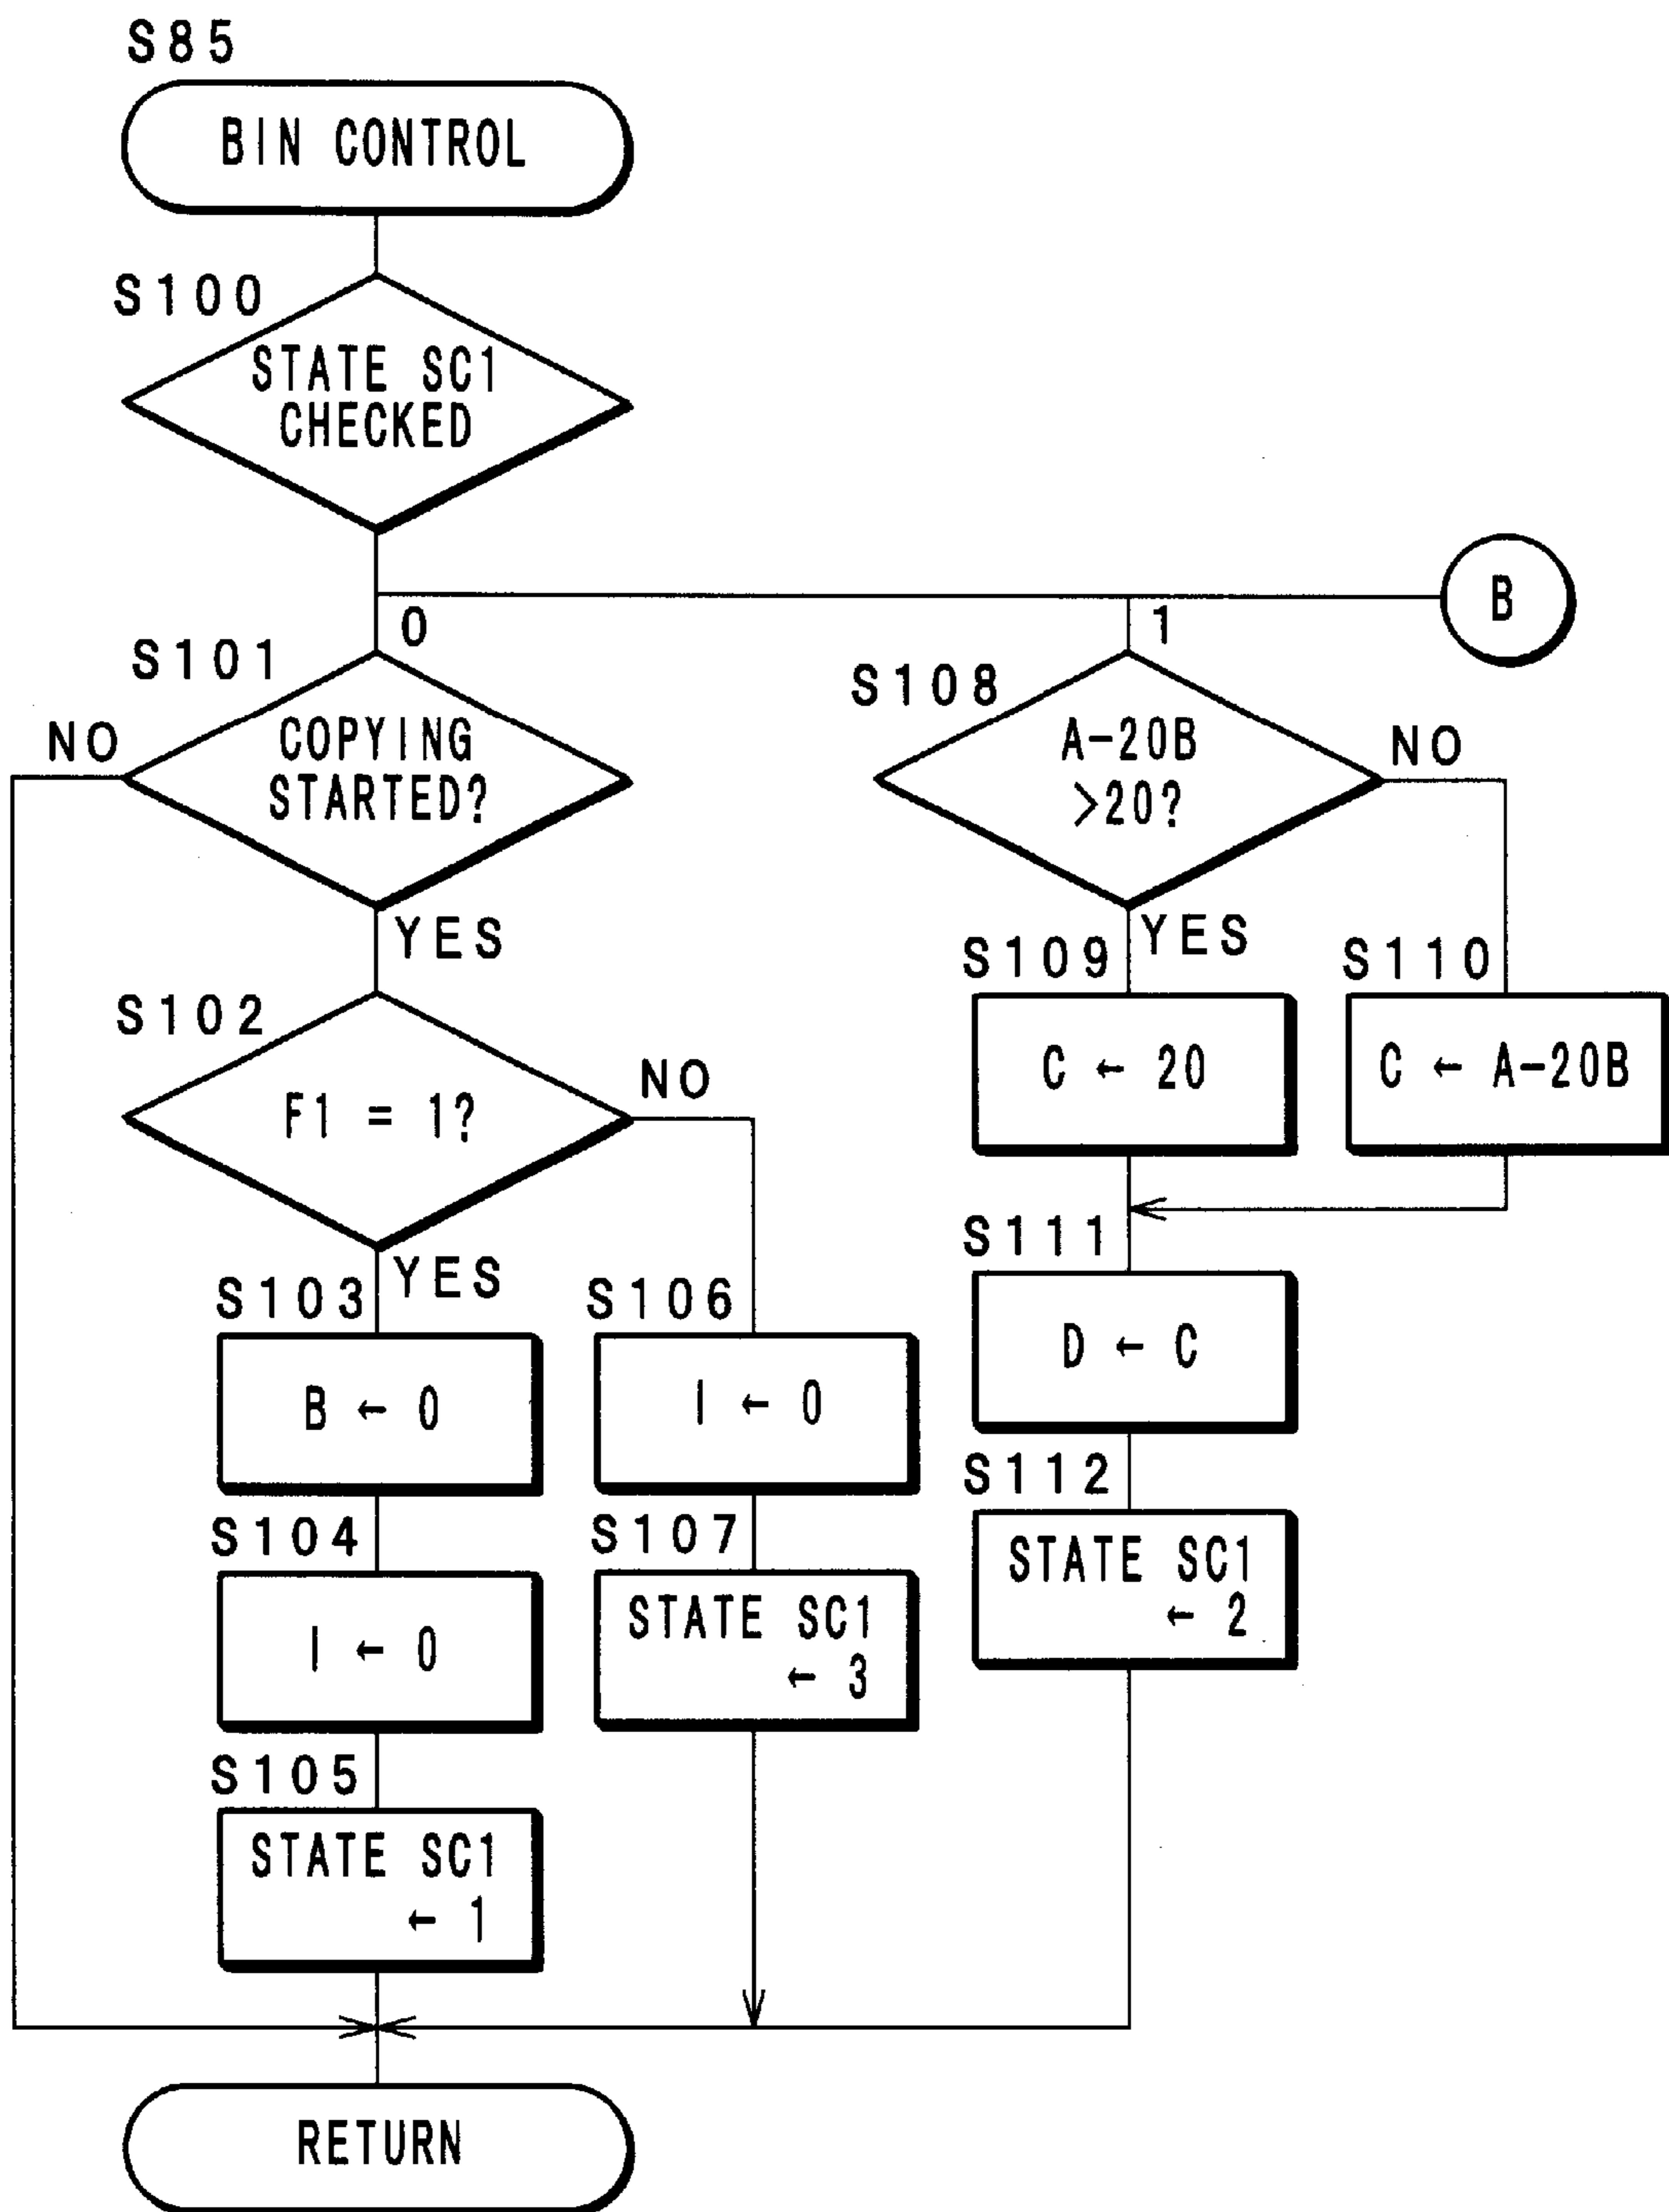 S85
BIN CONTROL
S100
STATE SC1
CHECKED
B
0
1
S101
COPYING
STARTED?
NO
YES
S108
A-20B
>20?
NO
YES
S102
F1 = 1?
NO
YES
S109
C ← 20
S110
C ← A-20B
S103
B ← 0
S106
I ← 0
S111
D ← C
S104
I ← 0
S107
STATE SC1
← 3
S112
STATE SC1
← 2
S105
STATE SC1
← 1
RETURN